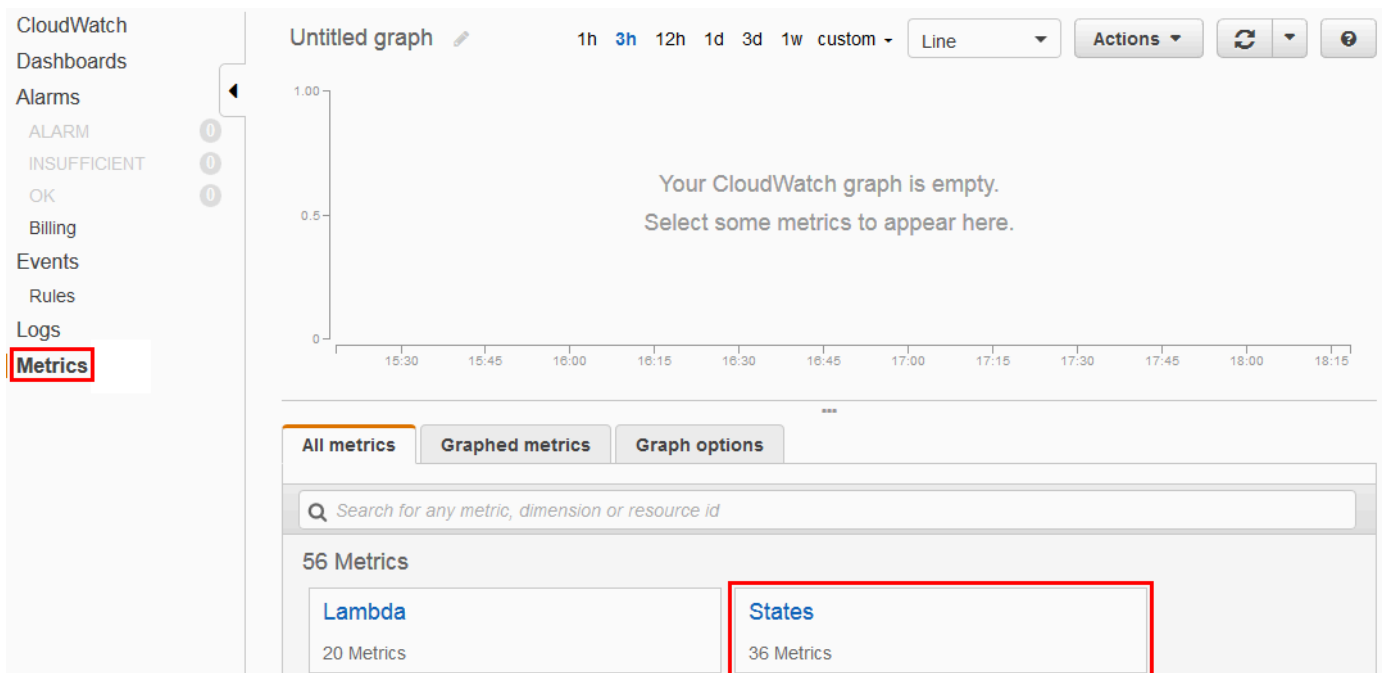 CloudWatch
Dashboards
Alarms
ALARM 0
INSUFFICIENT 0
OK 0
Billing
Events
Rules
Logs
Metrics
Untitled graph 1h 3h 12h 1d 3d 1w custom Line Actions
1.00
0.5
0
Your CloudWatch graph is empty.
Select some metrics to appear here.
15:30 15:45 16:00 16:15 16:30 16:45 17:00 17:15 17:30 17:45 18:00 18:15
All metrics Graphed metrics Graph options
Search for any metric, dimension or resource id
56 Metrics
Lambda States
20 Metrics 36 Metrics